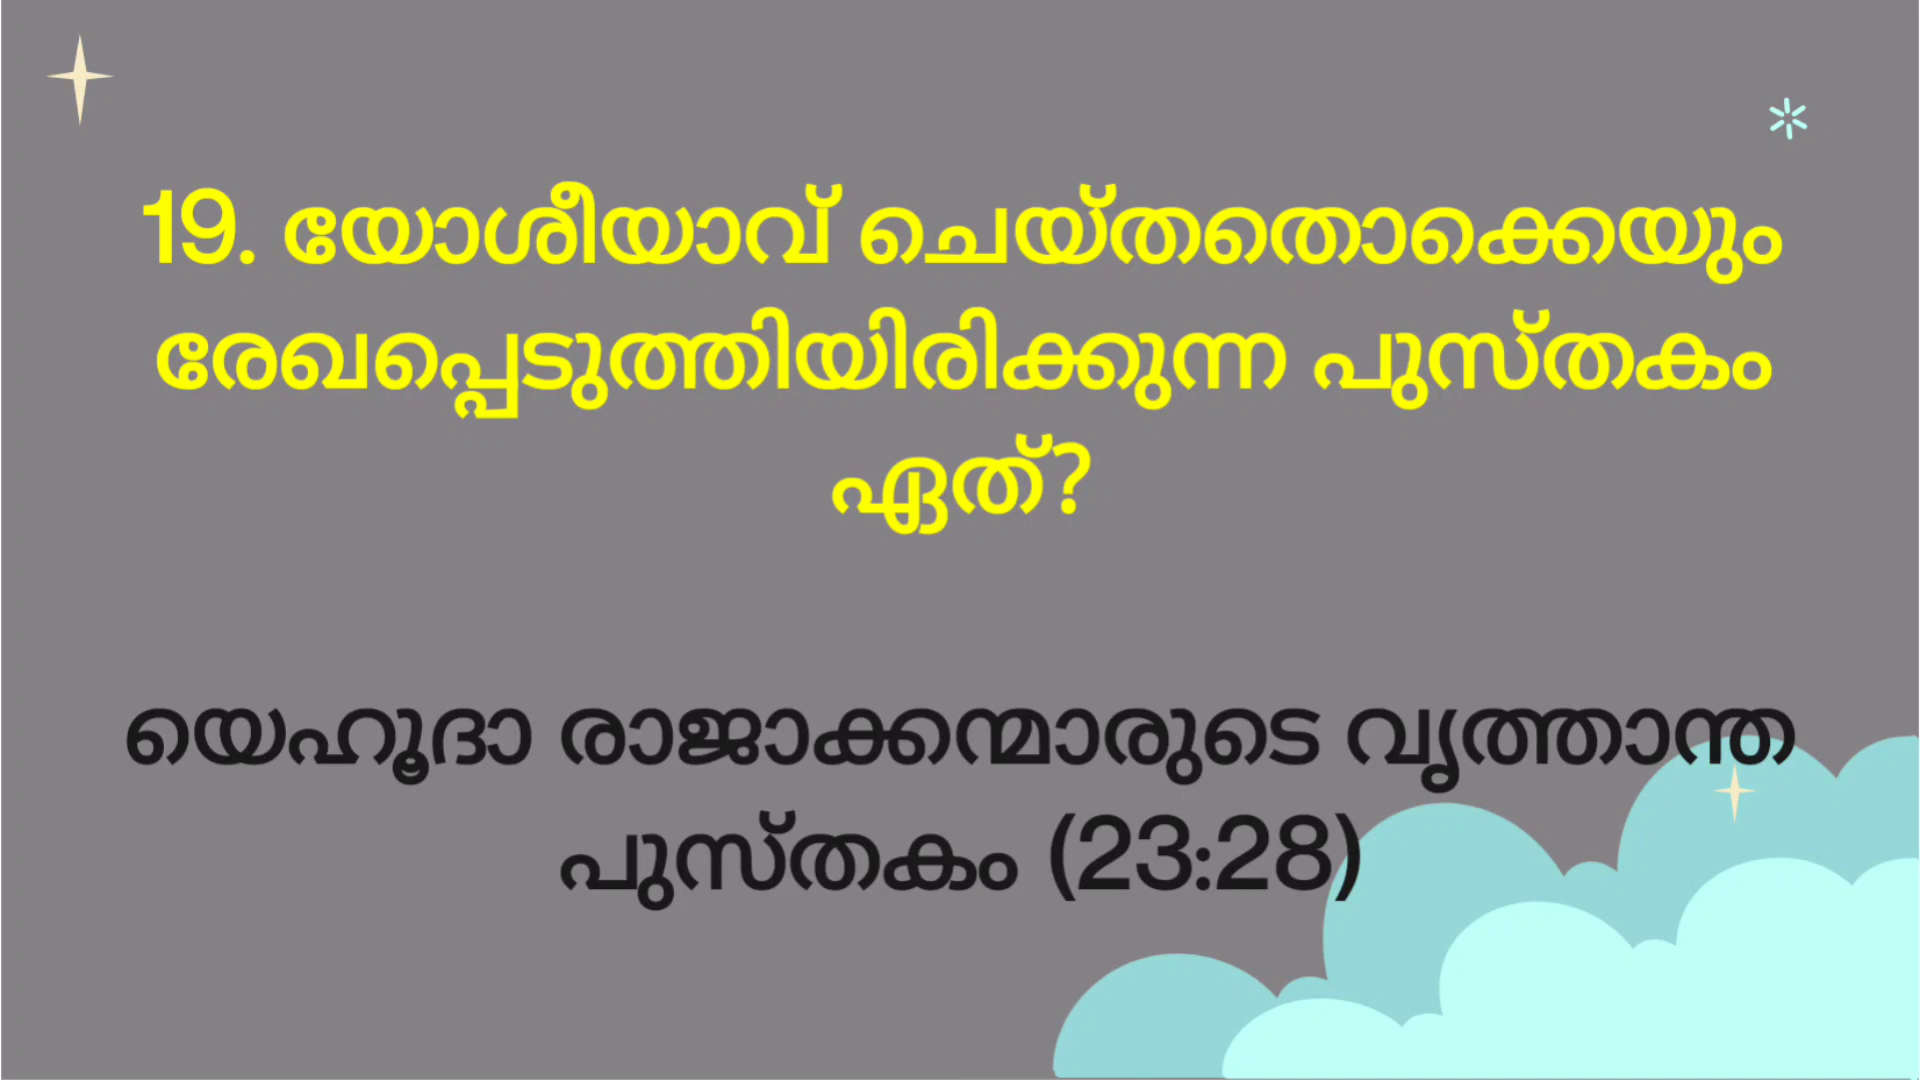 19. യോശീയാവ് ചെയ്തതൊക്കെയും
രേഖപ്പെടുത്തിയിരിക്കുന്ന പുസ്തകം
ഏത്?
യെഹൂദാ രാജാക്കന്മാരുടെ വൃത്താന്ത
പുസ്തകം (23:28)